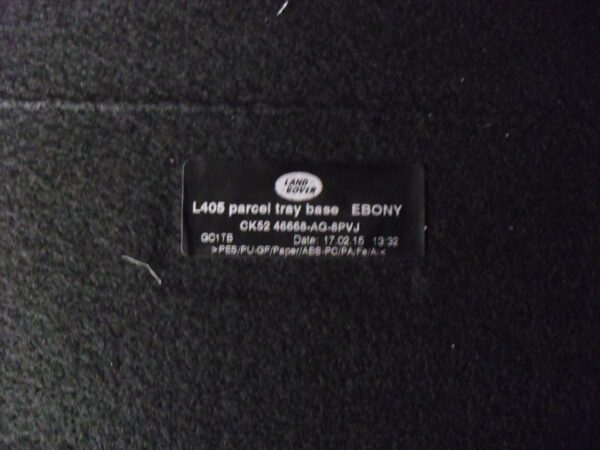 LAND-
ROVER
L405 parcel tray base EBONY
CK52 46668-AG-8PVJ
GC1TB Date: 17.02.15 13:32
>PES/PU-GF/Paper/ABS-PC/PA/Fe/A<